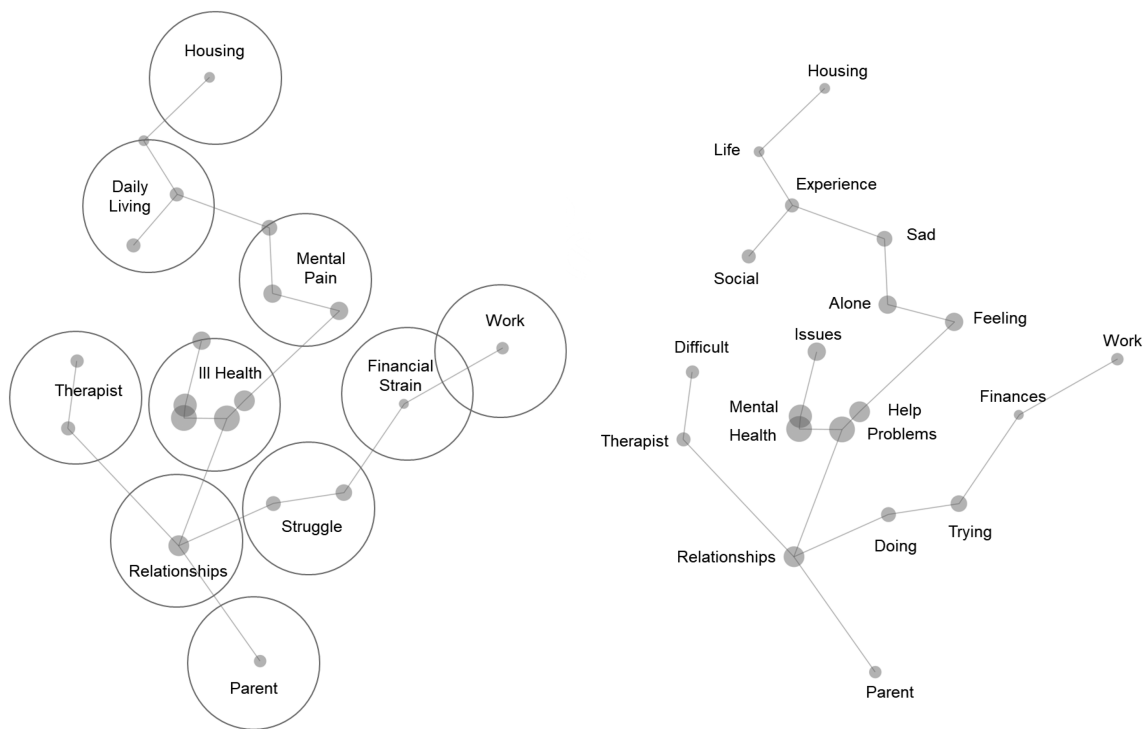 Housing
Daily
Living
Mental
Pain
Work
Financial
Strain
Therapist
Ill Health
Struggle
Relationships
Parent
Housing
Life
Experience
Sad
Social
Alone
Feeling
Issues
Difficult
Work
Finances
Mental
Help
Health
Problems
Therapist
Trying
Doing
Relationships
Parent